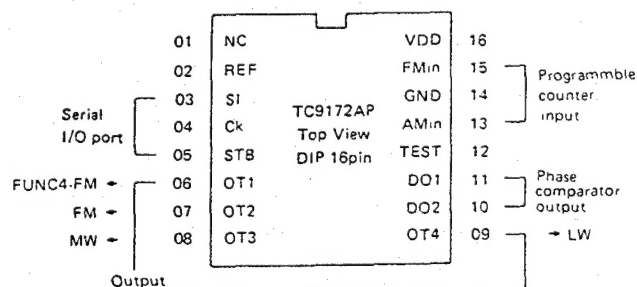 01 NC VDD 16
02 REF FMin 15
03 SI GND 14
04 Ck AMin 13
05 STB TEST 12
06 OT1 DO1 11
07 OT2 DO2 10
08 OT3 OT4 09
TC9172AP
Top View
DIP 16pin
Serial
I/O port
FUNC4-FM
FM
MW
Output
Programmble
counter
input
Phase
comparator
output
LW